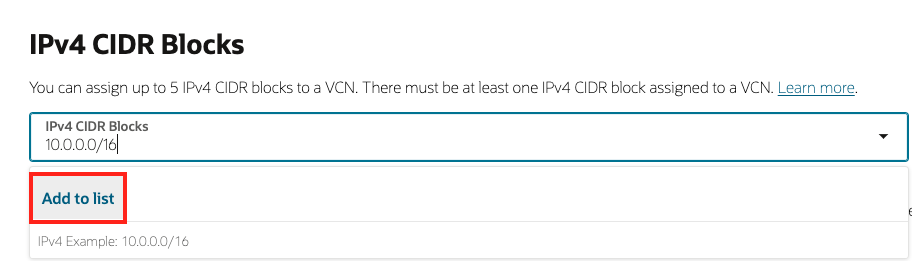 IPv4 CIDR Blocks
You can assign up to 5 IPv4 CIDR blocks to a VCN. There must be at least one IPv4 CIDR block assigned to a VCN. Learn more.
IPv4 CIDR Blocks
10.0.0.0/16
Add to list
IPv4 Example: 10.0.0.0/16